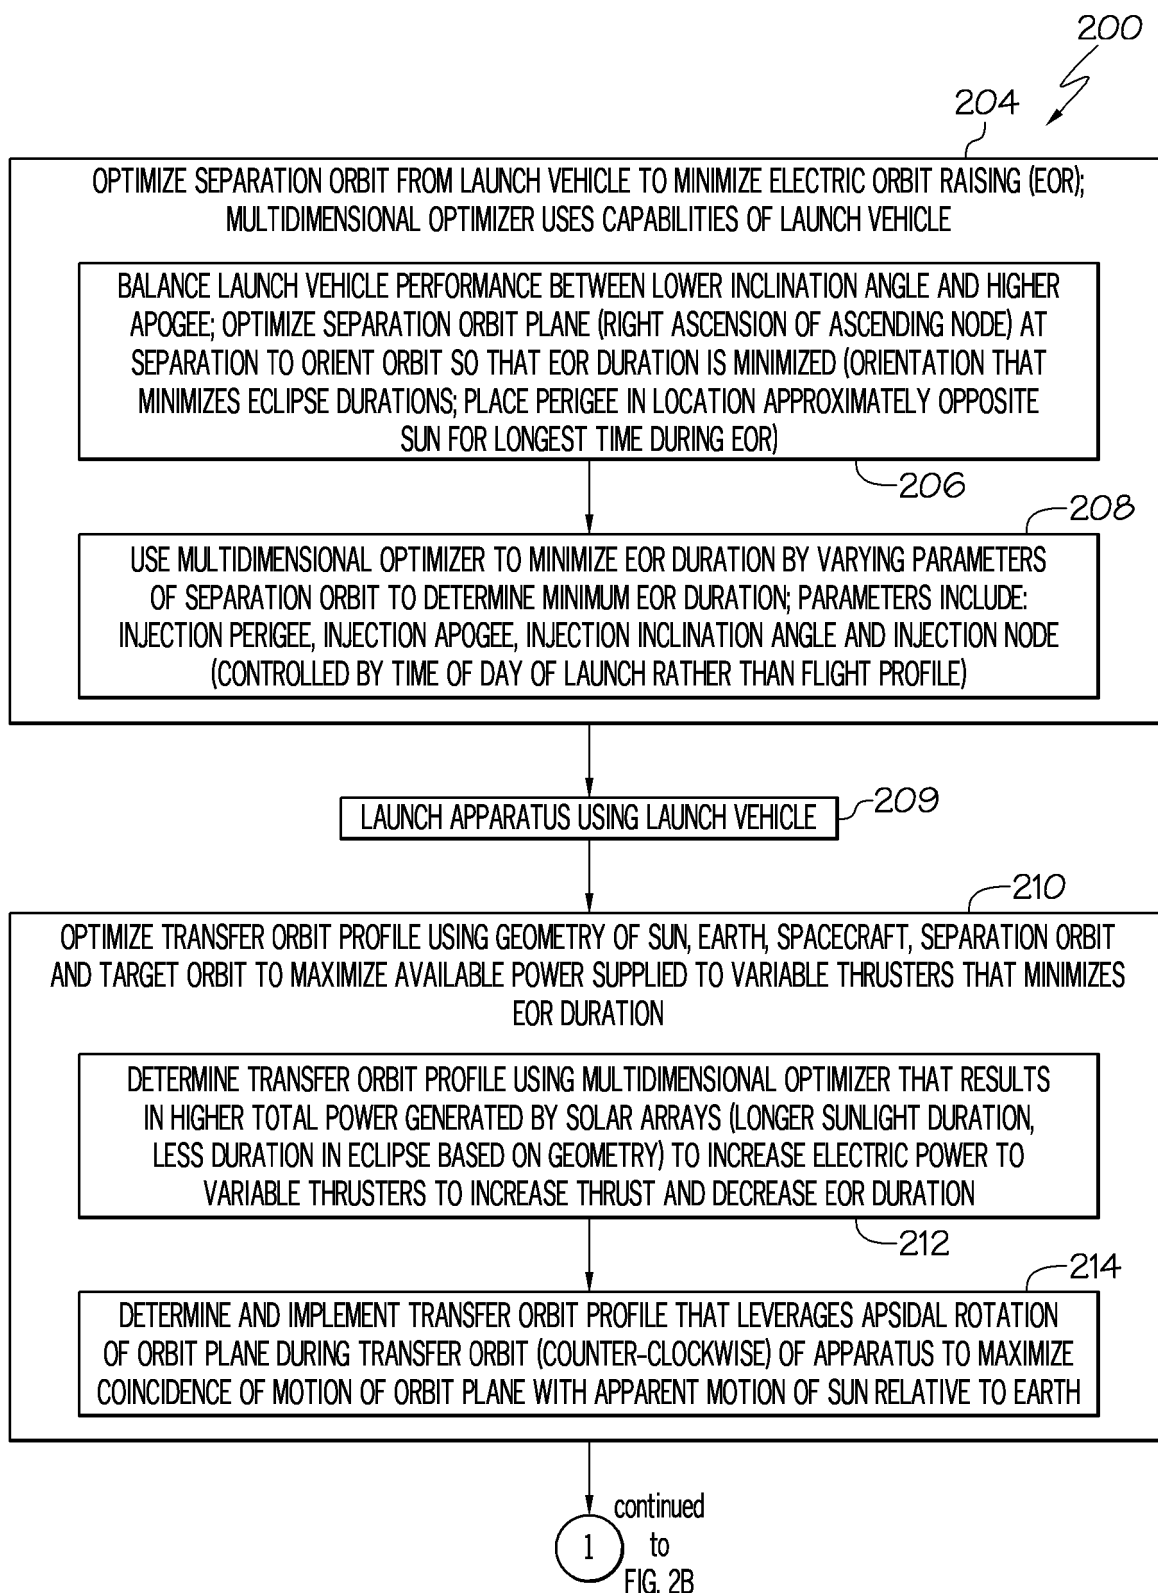 200
204
OPTIMIZE SEPARATION ORBIT FROM LAUNCH VEHICLE TO MINIMIZE ELECTRIC ORBIT RAISING (EOR);
MULTIDIMENSIONAL OPTIMIZER USES CAPABILITIES OF LAUNCH VEHICLE
BALANCE LAUNCH VEHICLE PERFORMANCE BETWEEN LOWER INCLINATION ANGLE AND HIGHER
APOGEE; OPTIMIZE SEPARATION ORBIT PLANE (RIGHT ASCENSION OF ASCENDING NODE) AT
SEPARATION TO ORIENT ORBIT SO THAT EOR DURATION IS MINIMIZED (ORIENTATION THAT
MINIMIZES ECLIPSE DURATIONS; PLACE PERIGEE IN LOCATION APPROXIMATELY OPPOSITE
SUN FOR LONGEST TIME DURING EOR)
206
208
USE MULTIDIMENSIONAL OPTIMIZER TO MINIMIZE EOR DURATION BY VARYING PARAMETERS
OF SEPARATION ORBIT TO DETERMINE MINIMUM EOR DURATION; PARAMETERS INCLUDE:
INJECTION PERIGEE, INJECTION APOGEE, INJECTION INCLINATION ANGLE AND INJECTION NODE
(CONTROLLED BY TIME OF DAY OF LAUNCH RATHER THAN FLIGHT PROFILE)
LAUNCH APPARATUS USING LAUNCH VEHICLE
209
210
OPTIMIZE TRANSFER ORBIT PROFILE USING GEOMETRY OF SUN, EARTH, SPACECRAFT, SEPARATION ORBIT
AND TARGET ORBIT TO MAXIMIZE AVAILABLE POWER SUPPLIED TO VARIABLE THRUSTERS THAT MINIMIZES
EOR DURATION
DETERMINE TRANSFER ORBIT PROFILE USING MULTIDIMENSIONAL OPTIMIZER THAT RESULTS
IN HIGHER TOTAL POWER GENERATED BY SOLAR ARRAYS (LONGER SUNLIGHT DURATION,
LESS DURATION IN ECLIPSE BASED ON GEOMETRY) TO INCREASE ELECTRIC POWER TO
VARIABLE THRUSTERS TO INCREASE THRUST AND DECREASE EOR DURATION
212
214
DETERMINE AND IMPLEMENT TRANSFER ORBIT PROFILE THAT LEVERAGES APSIDAL ROTATION
OF ORBIT PLANE DURING TRANSFER ORBIT (COUNTER-CLOCKWISE) OF APPARATUS TO MAXIMIZE
COINCIDENCE OF MOTION OF ORBIT PLANE WITH APPARENT MOTION OF SUN RELATIVE TO EARTH
1
continued
to
FIG. 2B